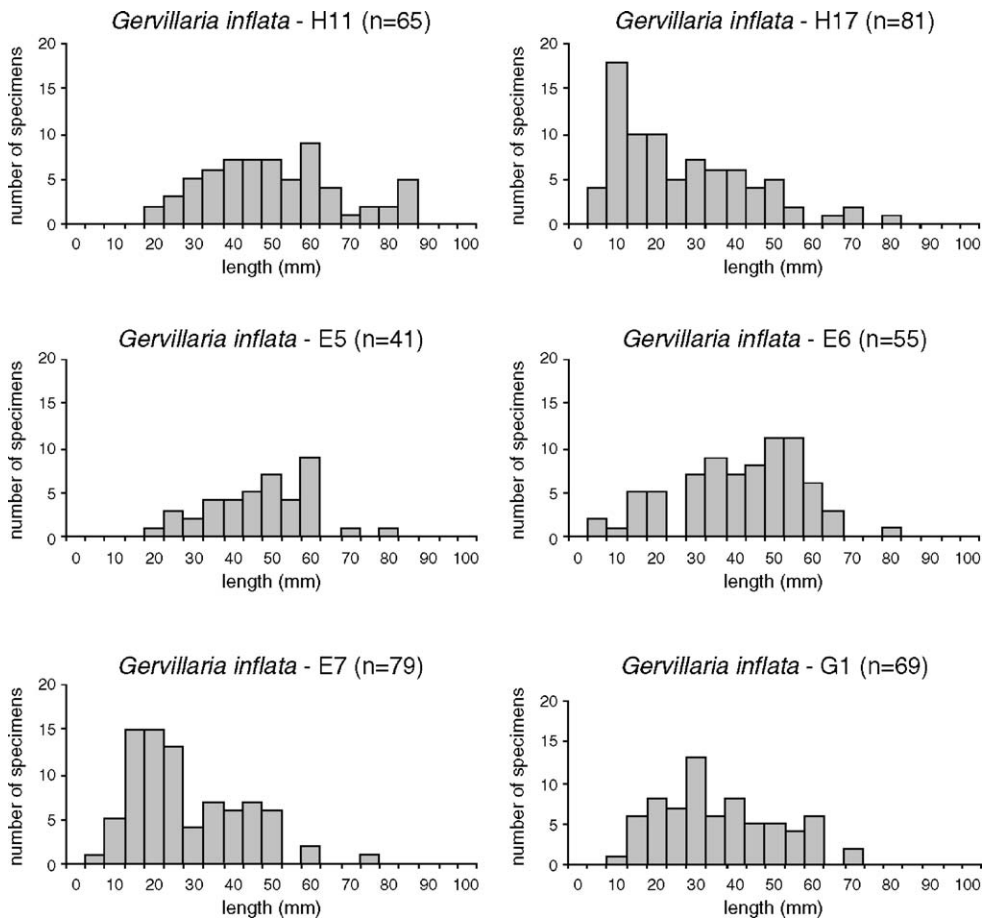 Gervillaria inflata - H11 (n=65)
20
15
10
5
0
number of specimens
0 10 20 30 40 50 60 70 80 90 100
length (mm)
Gervillaria inflata - H17 (n=81)
20
15
10
5
0
number of specimens
0 10 20 30 40 50 60 70 80 90 100
length (mm)
Gervillaria inflata - E5 (n=41)
20
15
10
5
0
number of specimens
0 10 20 30 40 50 60 70 80 90 100
length (mm)
Gervillaria inflata - E6 (n=55)
20
15
10
5
0
number of specimens
0 10 20 30 40 50 60 70 80 90 100
length (mm)
Gervillaria inflata - E7 (n=79)
20
15
10
5
0
number of specimens
0 10 20 30 40 50 60 70 80 90 100
length (mm)
Gervillaria inflata - G1 (n=69)
20
15
10
5
0
number of specimens
0 10 20 30 40 50 60 70 80 90 100
length (mm)